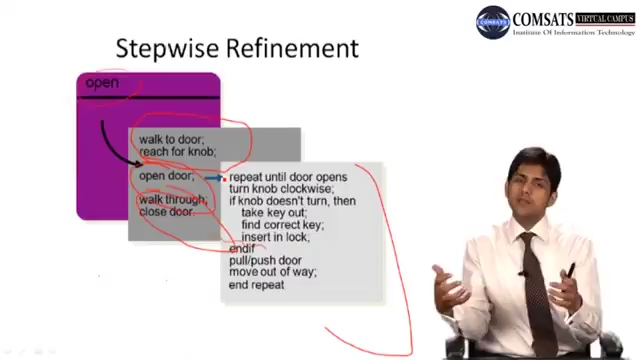 COMSATS
COMSATS VIRTUAL CAMPUS
Institute Of Information Technology
Stepwise Refinement
open
walk to door;
reach for knob;
open door;
walk through;
close door.
repeat until door opens
turn knob clockwise;
if knob doesn't turn, then
take key out;
find correct key;
insert in lock;
endif
pull/push door
move out of way;
end repeat